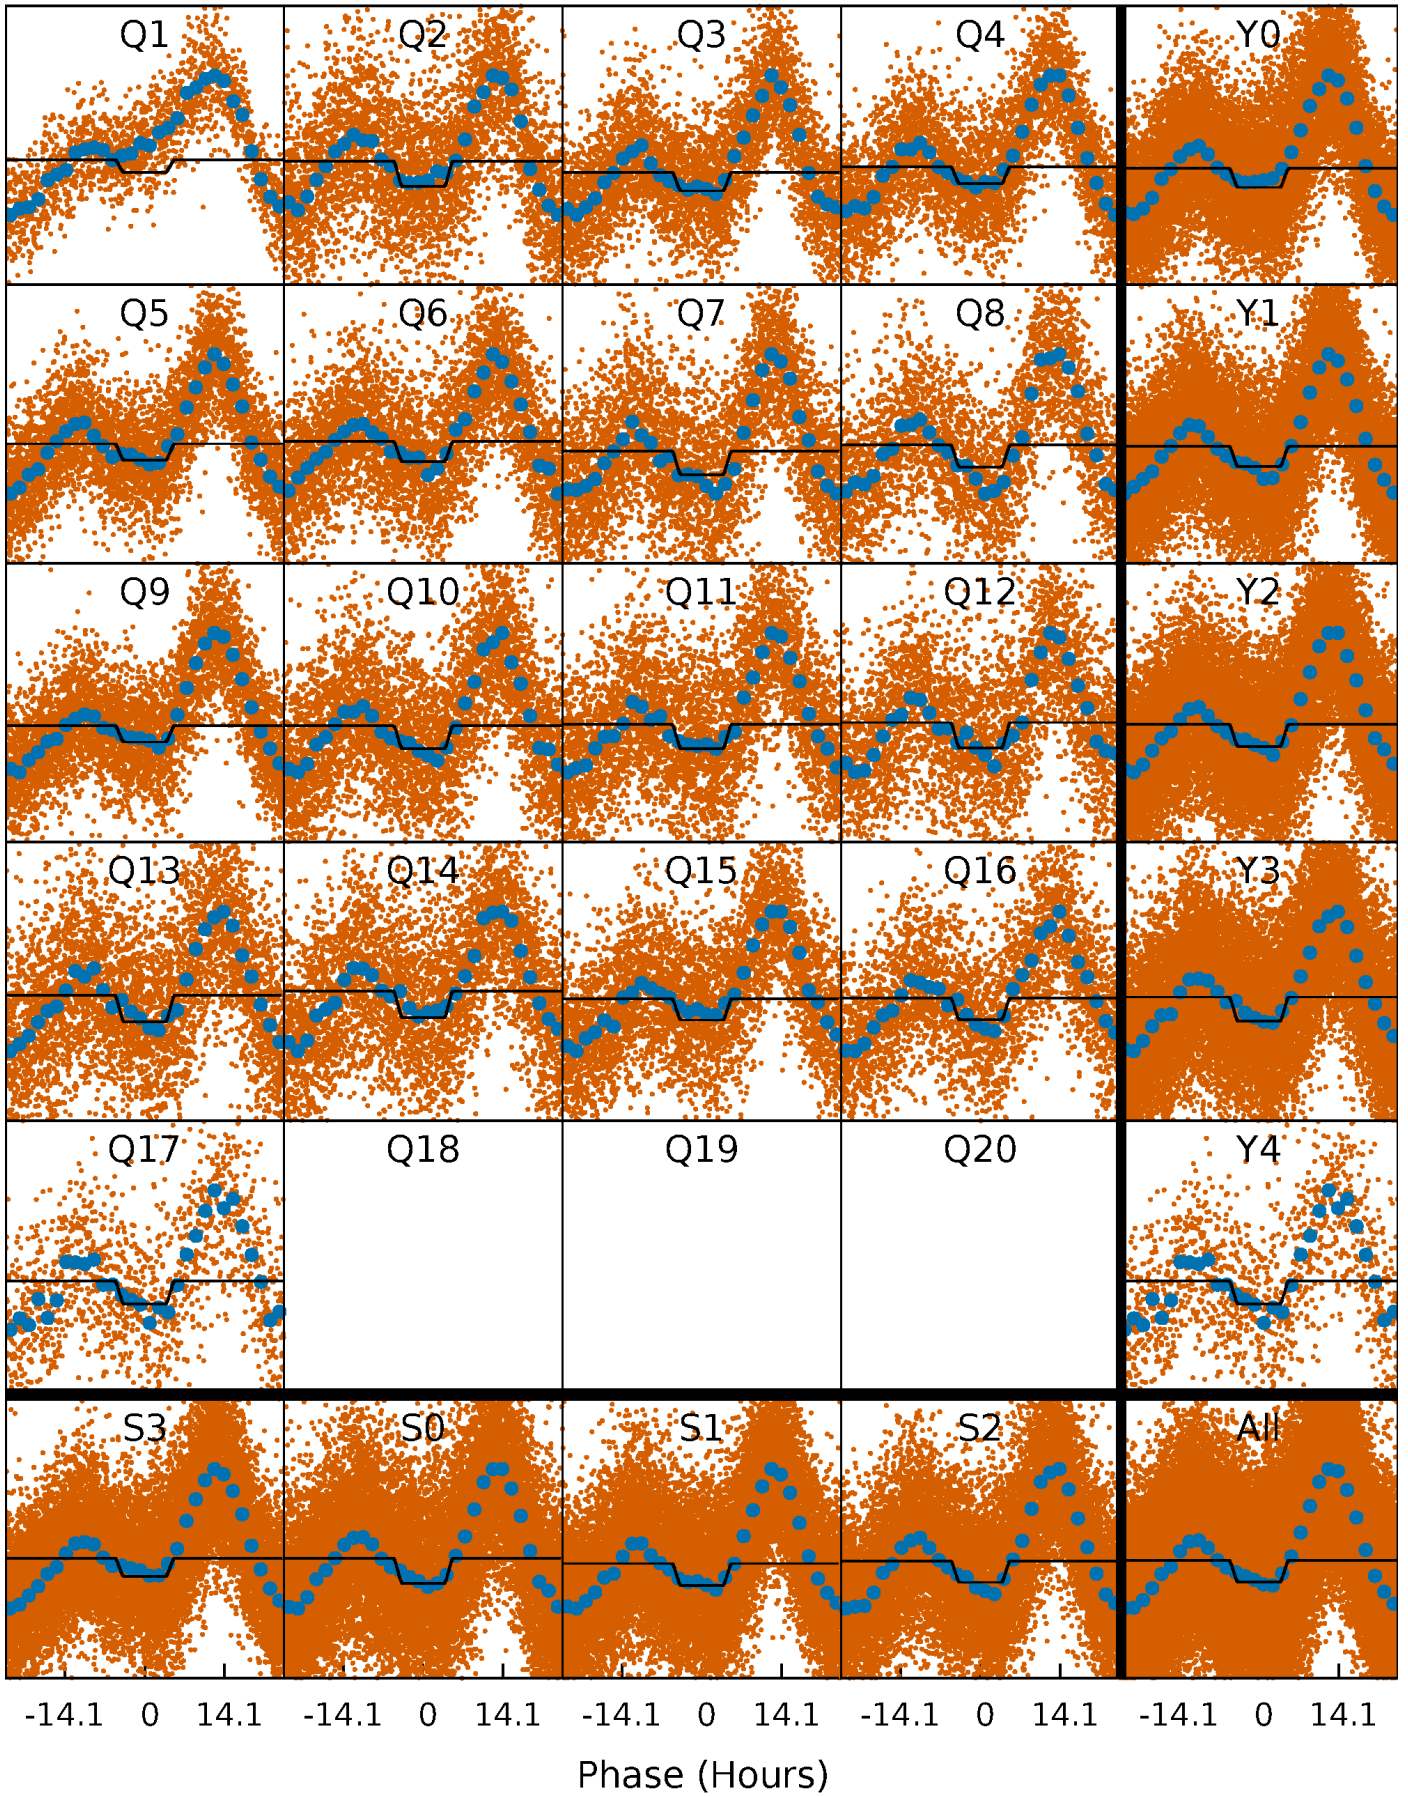 Q1 Q2 Q3 Q4 Y0
Q5 Q6 Q7 Q8 Y1
Q9 Q10 Q11 Q12 Y2
Q13 Q14 Q15 Q16 Y3
Q17 Q18 Q19 Q20 Y4
S3 S0 S1 S2 All
-14.1 0 14.1 -14.1 0 14.1 -14.1 0 14.1 -14.1 0 14.1 -14.1 0 14.1
Phase (Hours)